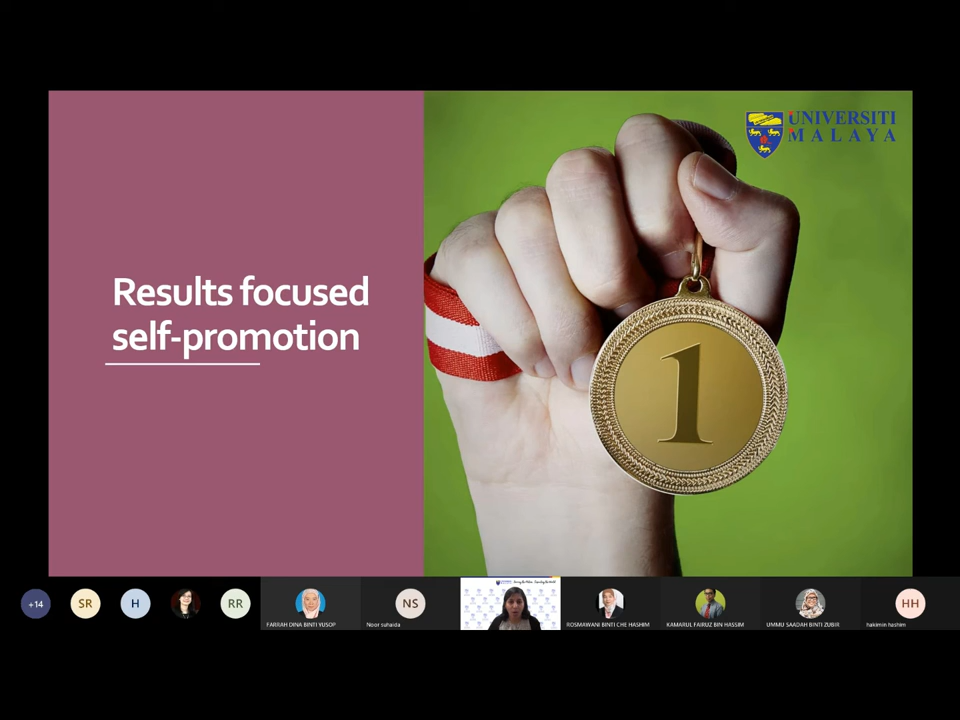 UNIVERSITI
MALAYA
Results focused
self-promotion
1
+14
SR
H
RR
FARRAH DINA BINTI YUSOP
NS
Noor suhaida
ROSMAWANI BINTI CHE HASHIM
KAMARUL FAIRUZ BIN HASSIM
UMMU SAADAH BINTI ZUBIR
HH
hakimin hashim